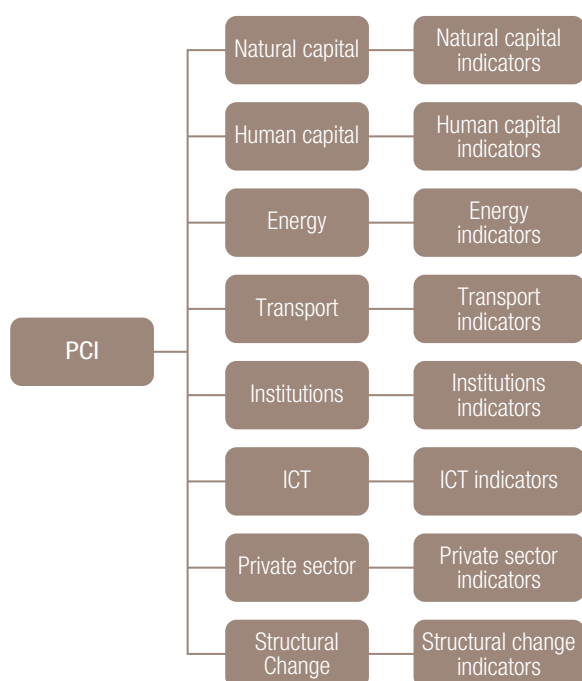 Natural capital
Natural capital
indicators
Human capital
Human capital
indicators
Energy
Energy
indicators
Transport
Transport
indicators
PCI
Institutions
Institutions
indicators
ICT
ICT indicators
Private sector
Private sector
indicators
Structural
Change
Structural change
indicators